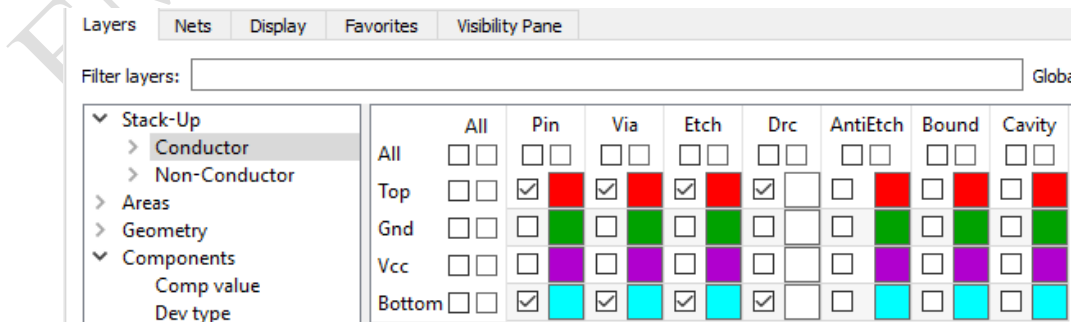 Layers Nets Display Favorites Visibility Pane
Filter layers:
Stack-Up
Conductor
Non-Conductor
Areas
Geometry
Components
Comp value
Dev type
All Pin Via Etch Drc AntiEtch Bound Cavity
All
Top
Gnd
Vcc
Bottom